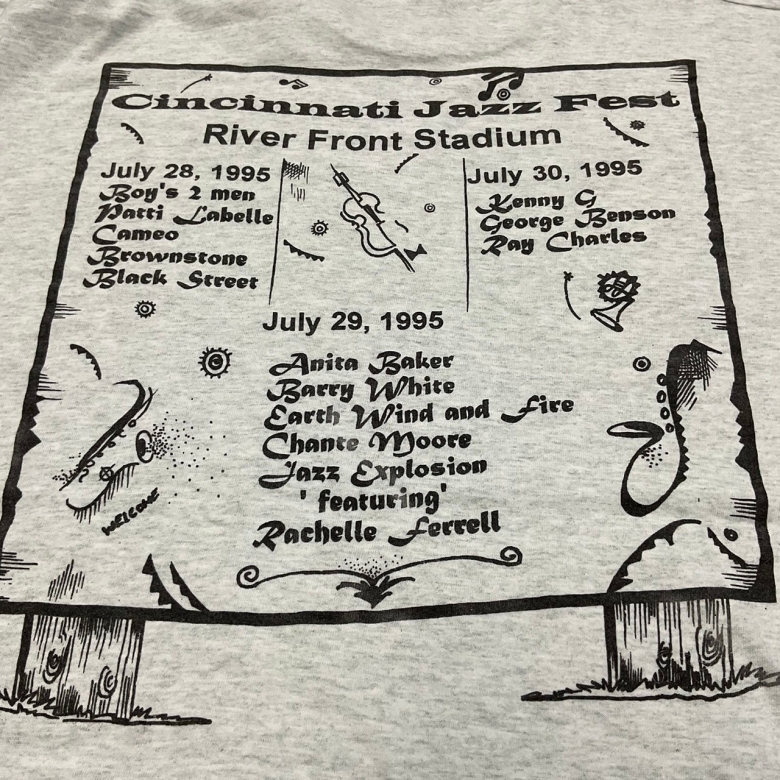 Cincinnati Jazz Fest
River Front Stadium
July 28, 1995
Boy's 2 men
Patti Labelle
Cameo
Brownstone
Black Street
July 30, 1995
Kenny G
George Benson
Ray Charles
July 29, 1995
Anita Baker
Barry White
Earth Wind and Fire
Chante Moore
Jazz Explosion
'featuring'
Rachelle Ferrell
WELCOME